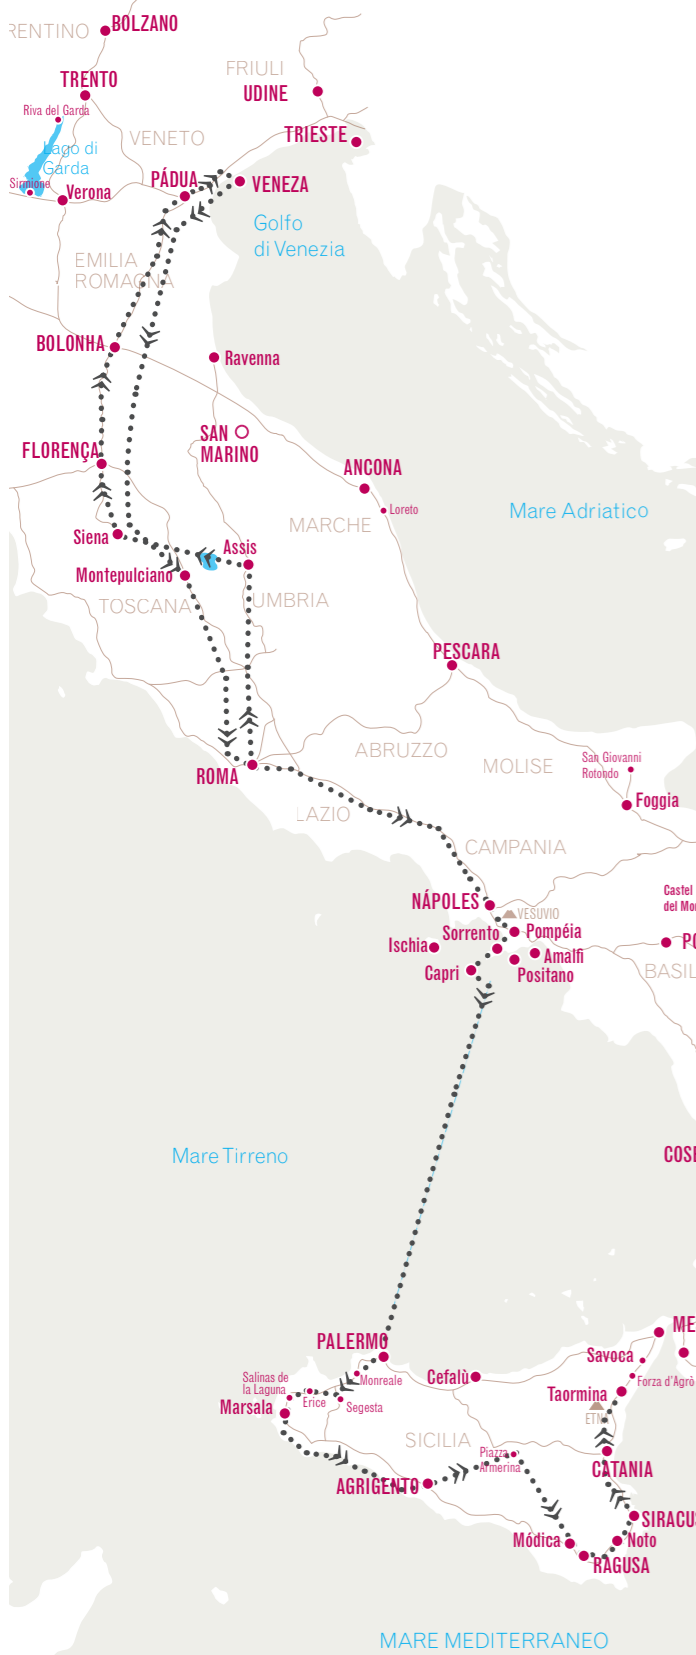 RENTINO
BOLZANO
FRIULI
TRENTO
UDINE
Riva del Garda
TRIESTE
VENETO
Lago di
Garda
Sirmione
PÁDUA
VENEZA
Verona
Golfo
di Venezia
EMILIA
ROMAGNA
BOLONHA
Ravenna
SAN
MARINO
FLORENÇA
ANCONA
Loreto
Mare Adriatico
MARCHE
Siena
Assis
Montepulciano
TOSCANA
UMBRIA
PESCARA
ABRUZZO
MOLISE
San Giovanni
Rotondo
ROMA
Foggia
LAZIO
CAMPANIA
Castel
del Mo
NÁPOLES
VESUVIO
Sorrento
Pompéia
Ischia
Amalfi
PO
Capri
Positano
BASIL
Mare Tirreno
COSE
PALERMO
ME
Savoca
Monreale
Cefalù
Salinas de
la Laguna
Erice
Segesta
Forza d'Agrò
Taormina
Marsala
ETNA
SICILIA
Piazza
Armerina
CATANIA
AGRIGENTO
SIRACUS
Módica
Noto
RAGUSA
MARE MEDITERRANEO